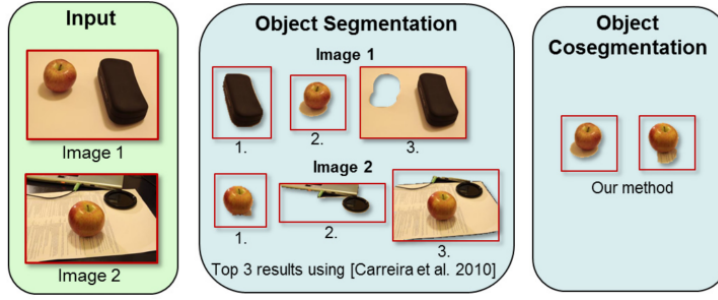 Input
Image 1
Image 2
Object Segmentation
Image 1
1.
2.
3.
Image 2
1.
2.
3.
Top 3 results using [Carreira et al. 2010]
Object
Cosegmentation
Our method